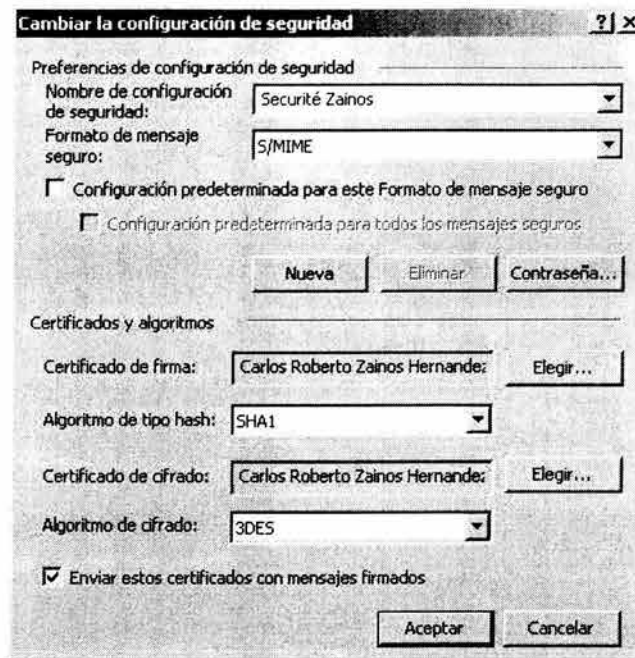 Cambiar la configuración de seguridad ? ×
Preferencias de configuración de seguridad
Nombre de configuración
de seguridad:
Securité Zainos
Formato de mensaje
seguro:
S/MIME
Configuración predeterminada para este Formato de mensaje seguro
Configuración predeterminada para todos los mensajes seguros
Nueva Eliminar Contraseña...
Certificados y algoritmos
Certificado de firma: Carlos Roberto Zainos Hernandez Elegir...
Algoritmo de tipo hash: SHA1
Certificado de cifrado: Carlos Roberto Zainos Hernandez Elegir...
Algoritmo de cifrado: 3DES
Enviar estos certificados con mensajes firmados
Aceptar Cancelar